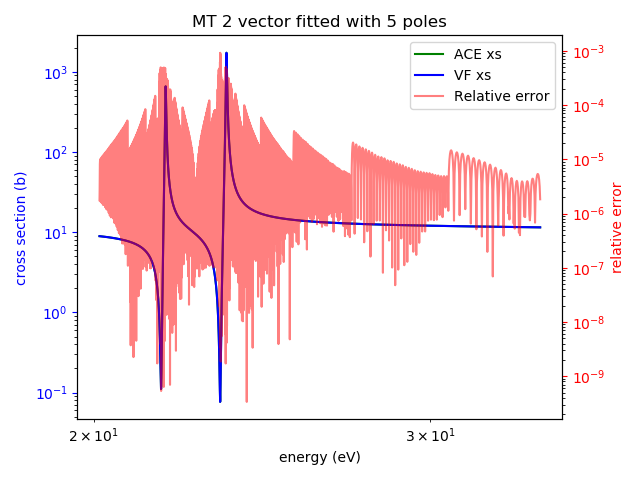 MT 2 vector fitted with 5 poles
ACE xs
VF xs
Relative error
cross section (b)
10³
10²
10¹
10⁰
10⁻¹
relative error
10⁻³
10⁻⁴
10⁻⁵
10⁻⁶
10⁻⁷
10⁻⁸
10⁻⁹
2 × 10¹
3 × 10¹
energy (eV)